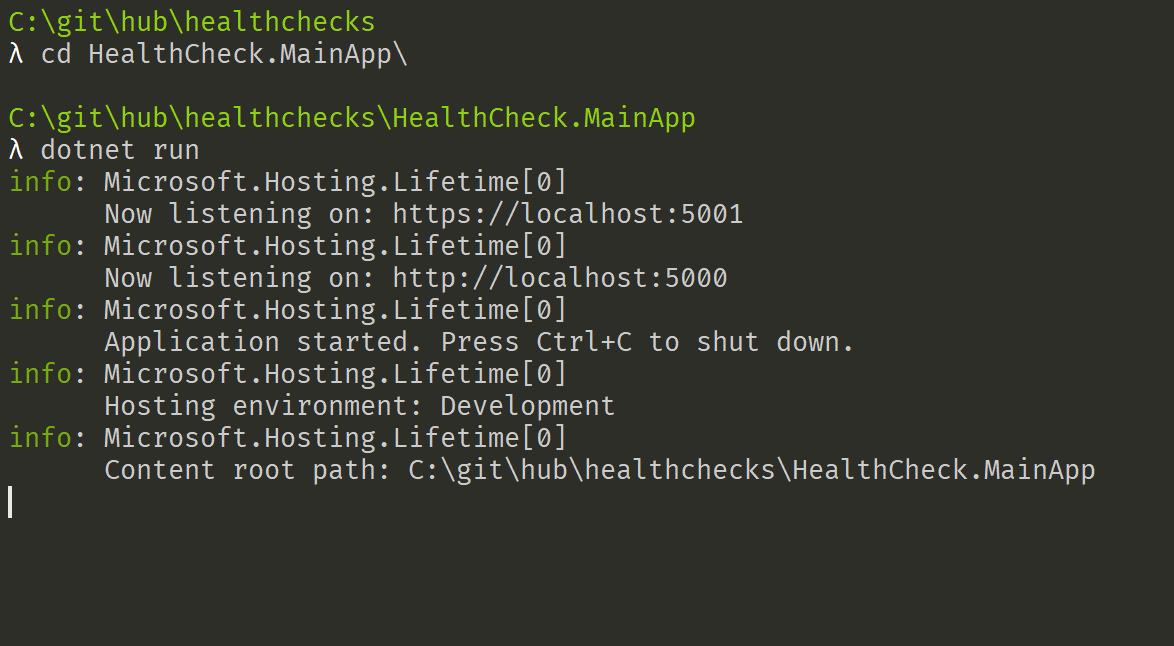 C:\git\hub\healthchecks
λ cd HealthCheck.MainApp\
C:\git\hub\healthchecks\HealthCheck.MainApp
λ dotnet run
info: Microsoft.Hosting.Lifetime[0]
Now listening on: https://localhost:5001
info: Microsoft.Hosting.Lifetime[0]
Now listening on: http://localhost:5000
info: Microsoft.Hosting.Lifetime[0]
Application started. Press Ctrl+C to shut down.
info: Microsoft.Hosting.Lifetime[0]
Hosting environment: Development
info: Microsoft.Hosting.Lifetime[0]
Content root path: C:\git\hub\healthchecks\HealthCheck.MainApp